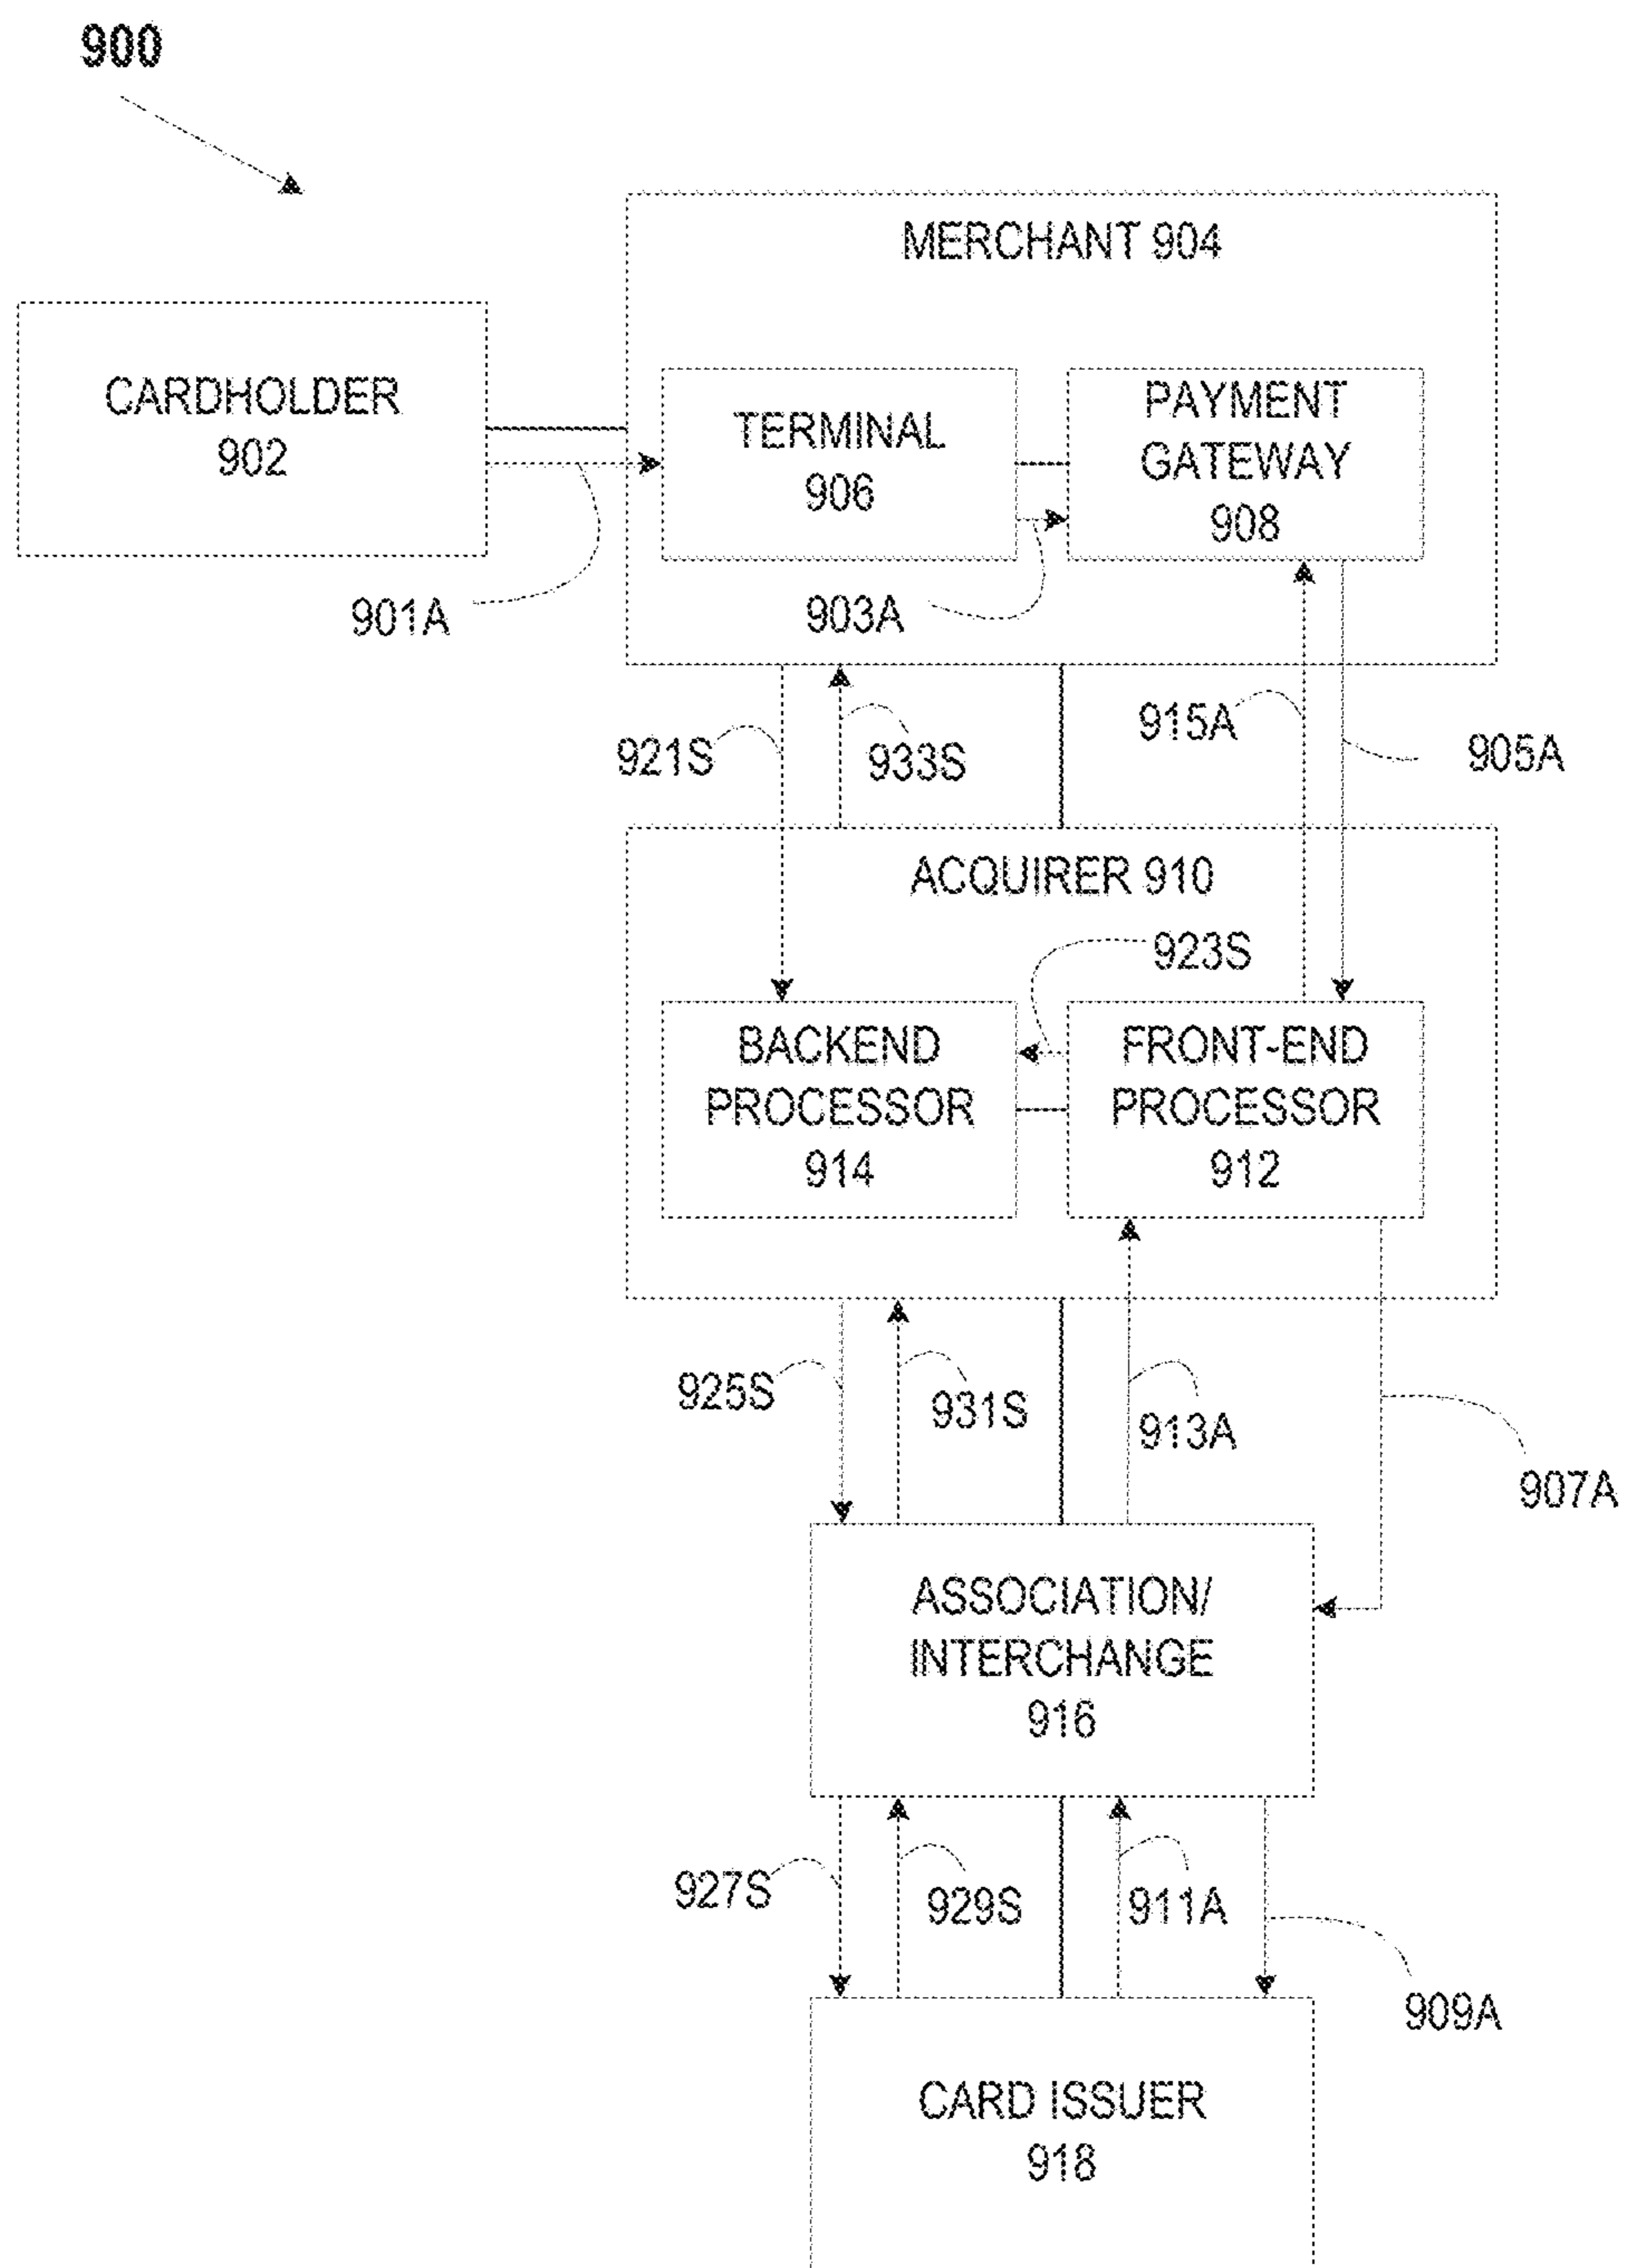 900
MERCHANT 904
CARDHOLDER
902
TERMINAL
906
PAYMENT
GATEWAY
908
901A
903A
921S
933S
915A
905A
ACQUIRER 910
923S
BACKEND
PROCESSOR
914
FRONT-END
PROCESSOR
912
925S
931S
913A
907A
ASSOCIATION/
INTERCHANGE
916
927S
929S
911A
909A
CARD ISSUER
918